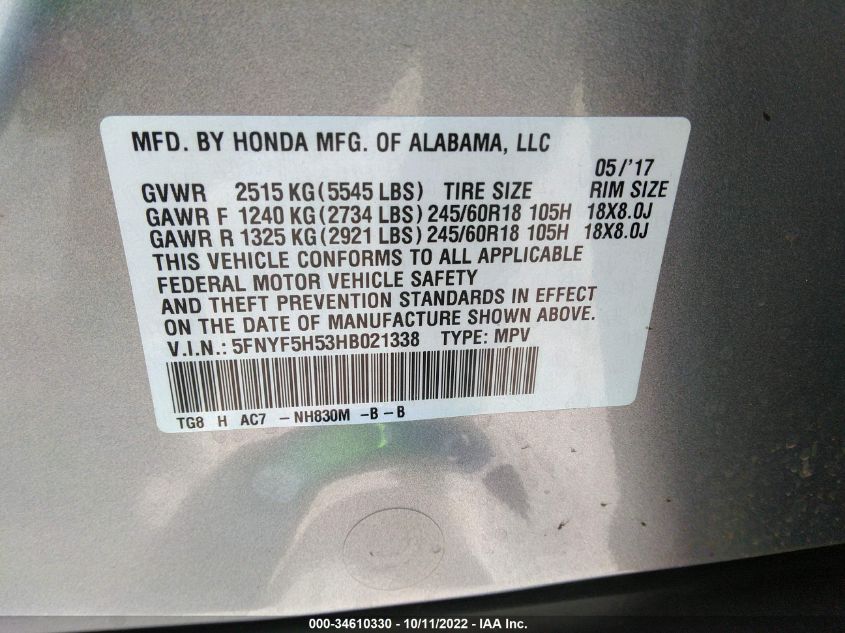 MFD. BY HONDA MFG. OF ALABAMA, LLC
05/'17
GVWR 2515 KG (5545 LBS) TIRE SIZE RIM SIZE
GAWR F 1240 KG (2734 LBS) 245/60R18 105H 18X8.0J
GAWR R 1325 KG (2921 LBS) 245/60R18 105H 18X8.0J
THIS VEHICLE CONFORMS TO ALL APPLICABLE
FEDERAL MOTOR VEHICLE SAFETY
AND THEFT PREVENTION STANDARDS IN EFFECT
ON THE DATE OF MANUFACTURE SHOWN ABOVE.
V.I.N.: 5FNYF5H53HB021338 TYPE: MPV
TG8 H AC7 -NH830M -B-B
000-34610330 - 10/11/2022 - IAA Inc.